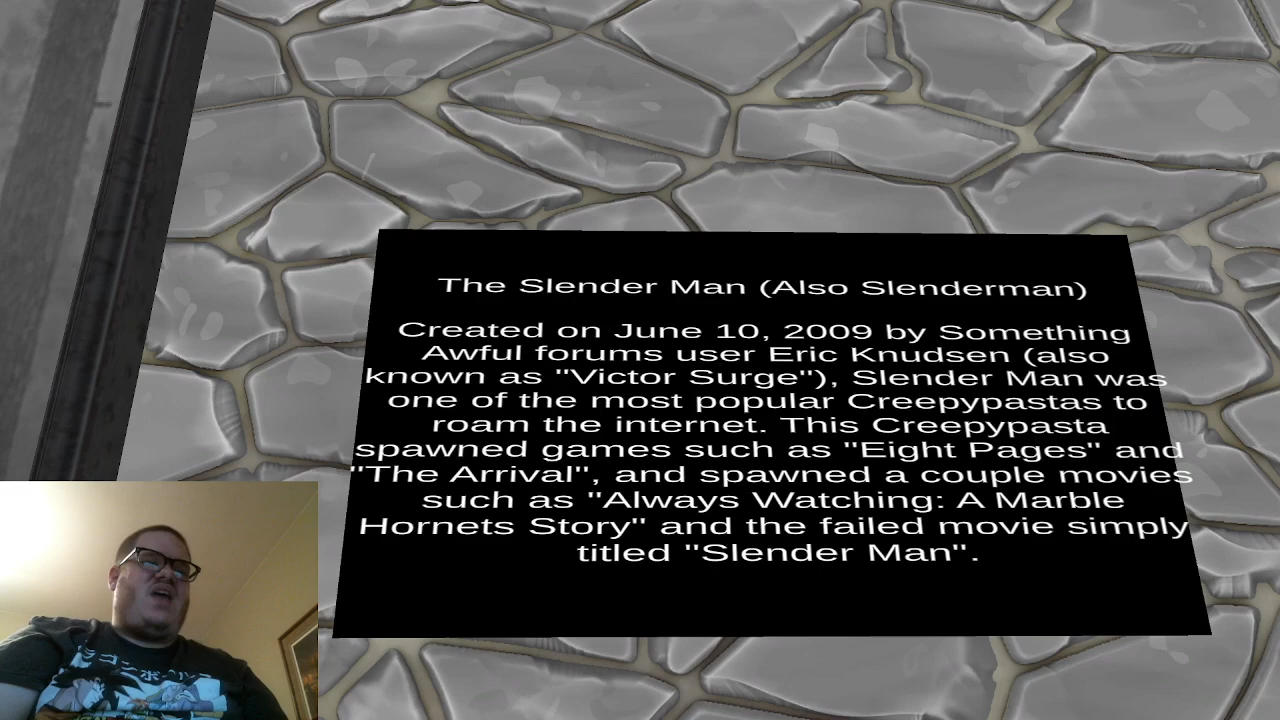 The Slender Man (Also Slenderman)
Created on June 10, 2009 by Something
Awful forums user Eric Knudsen (also
known as "Victor Surge"), Slender Man was
one of the most popular Creepypastas to
roam the internet. This Creepypasta
spawned games such as "Eight Pages" and
"The Arrival", and spawned a couple movies
such as "Always Watching: A Marble
Hornets Story" and the failed movie simply
titled "Slender Man".